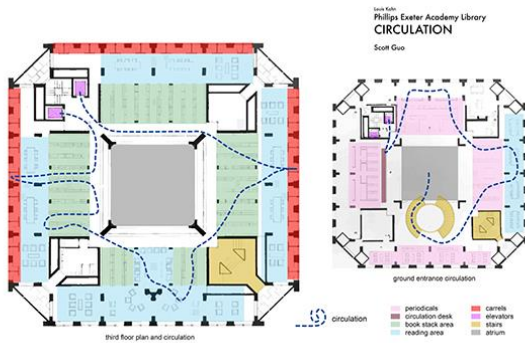 Louis Kahn
Phillips Exeter Academy Library
CIRCULATION
Scott Guo
third floor plan and circulation
ground entrance circulation
circulation
periodicals
circulation desk
book stack area
reading area
carrels
elevators
stairs
atrium